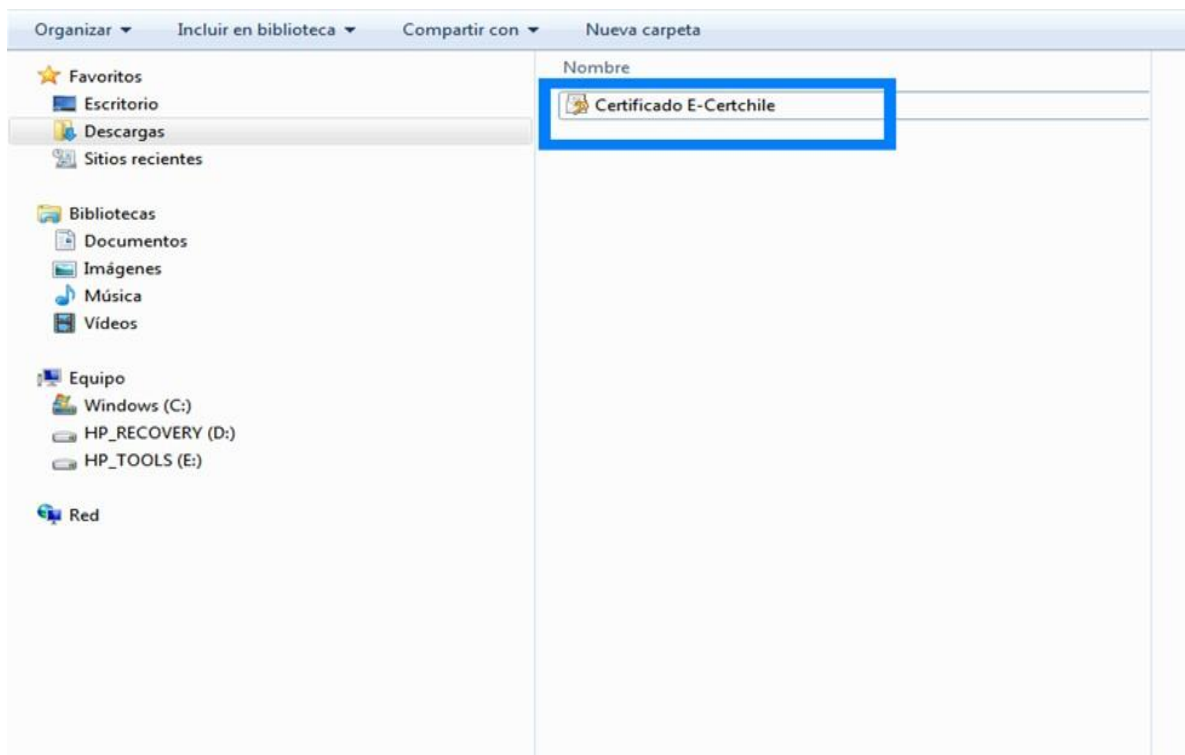 Organizar Incluir en biblioteca Compartir con Nueva carpeta
Favoritos
Escritorio
Descargas
Sitios recientes
Bibliotecas
Documentos
Imágenes
Música
Vídeos
Equipo
Windows (C:)
HP_RECOVERY (D:)
HP_TOOLS (E:)
Red
Nombre
Certificado E-Certchile